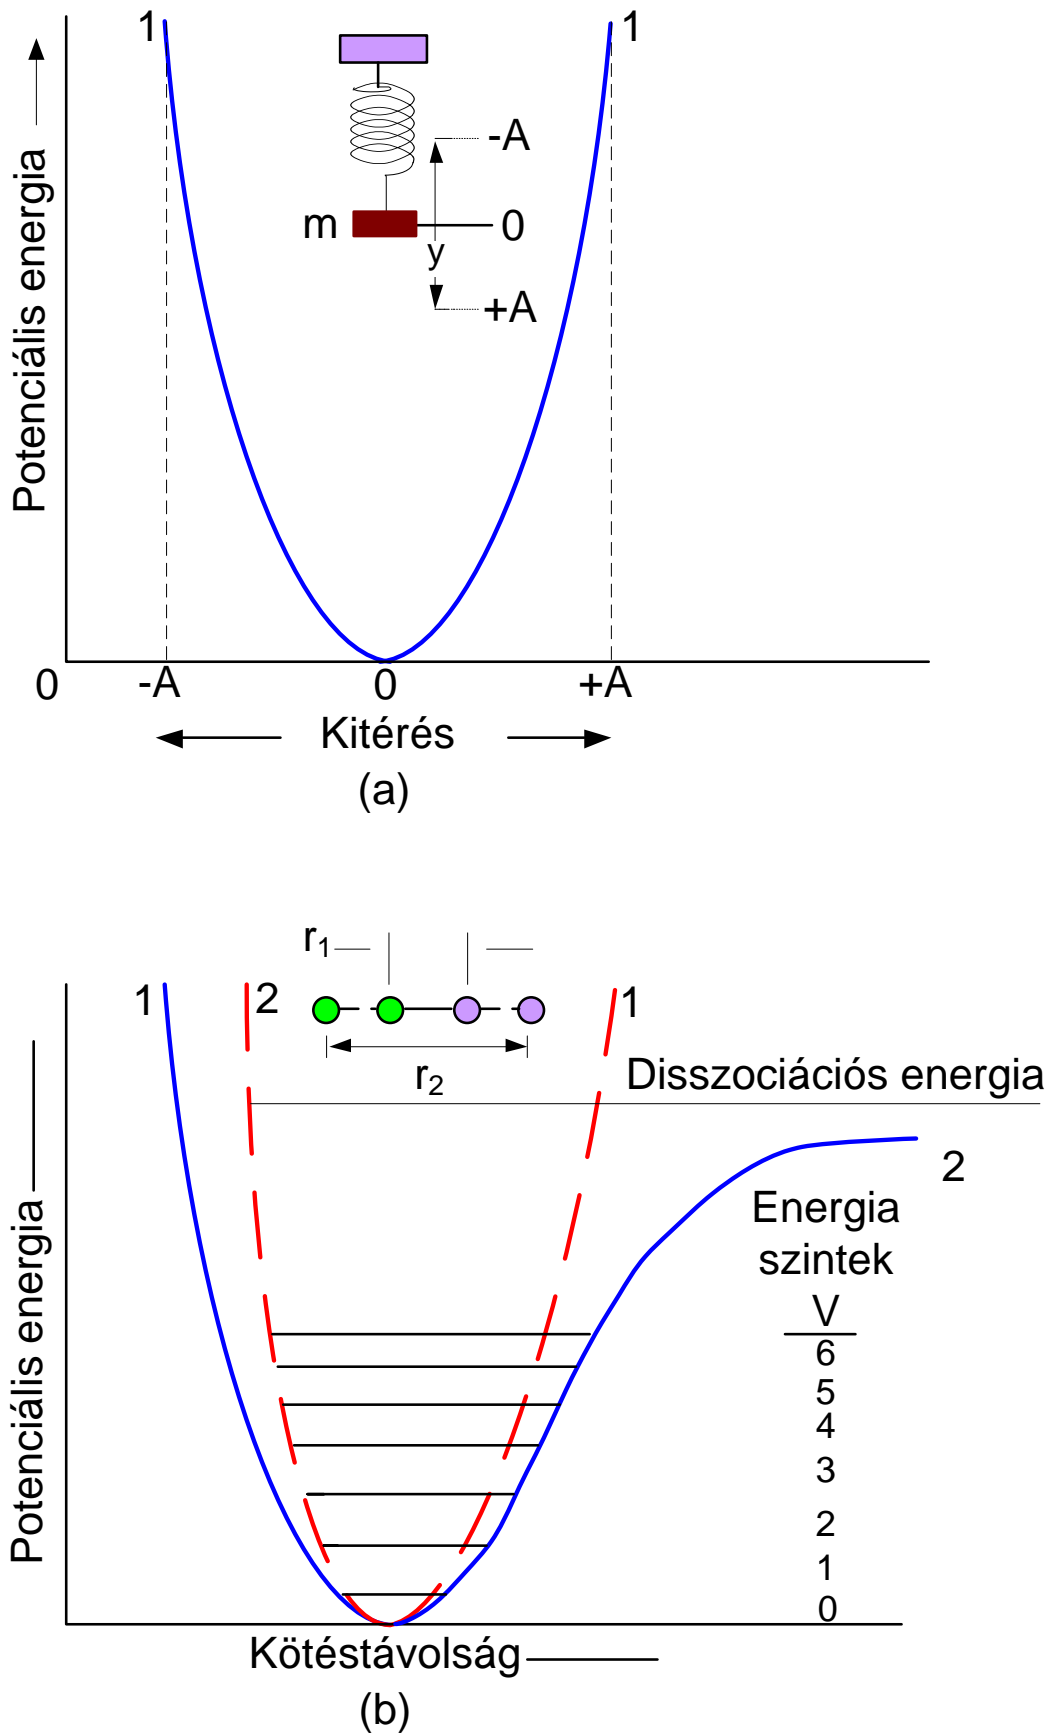 Potenciális energia
1
1
-A
m
0
y
+A
0
-A
0
+A
Kitérés
(a)
Potenciális energia
r1
1
2
1
r2
Disszociációs energia
2
Energia
szintek
V
6
5
4
3
2
1
0
Kötéstávolság
(b)